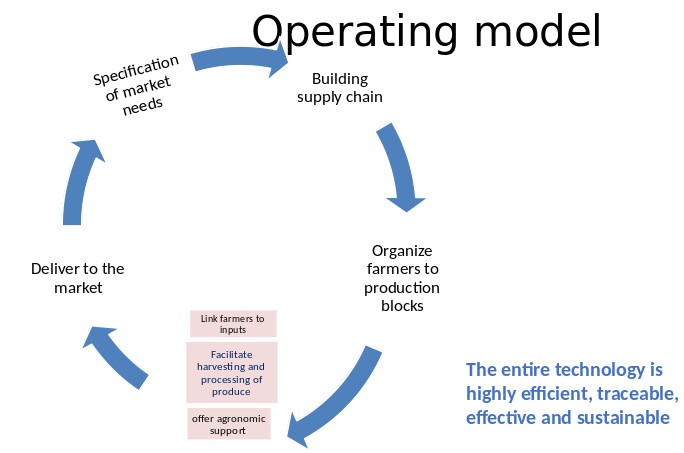 Operating model
Specification
of market
needs
Building
supply chain
Organize
farmers to
production
blocks
Link farmers to
inputs
Facilitate
harvesting and
processing of
produce
offer agronomic
support
Deliver to the
market
The entire technology is
highly efficient, traceable,
effective and sustainable